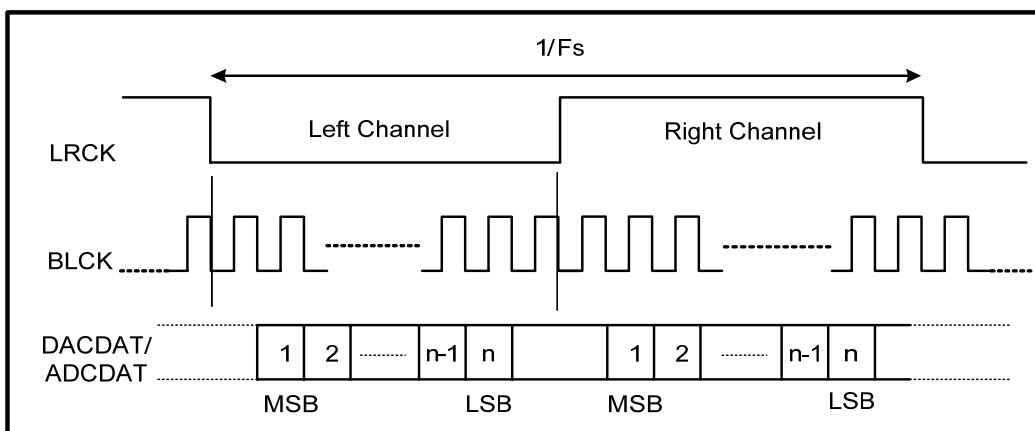 1/Fs
Left Channel
Right Channel
LRCK
BLCK
DACDAT/
ADCDAT
1 2 n-1 n 1 2 n-1 n
MSB LSB MSB LSB